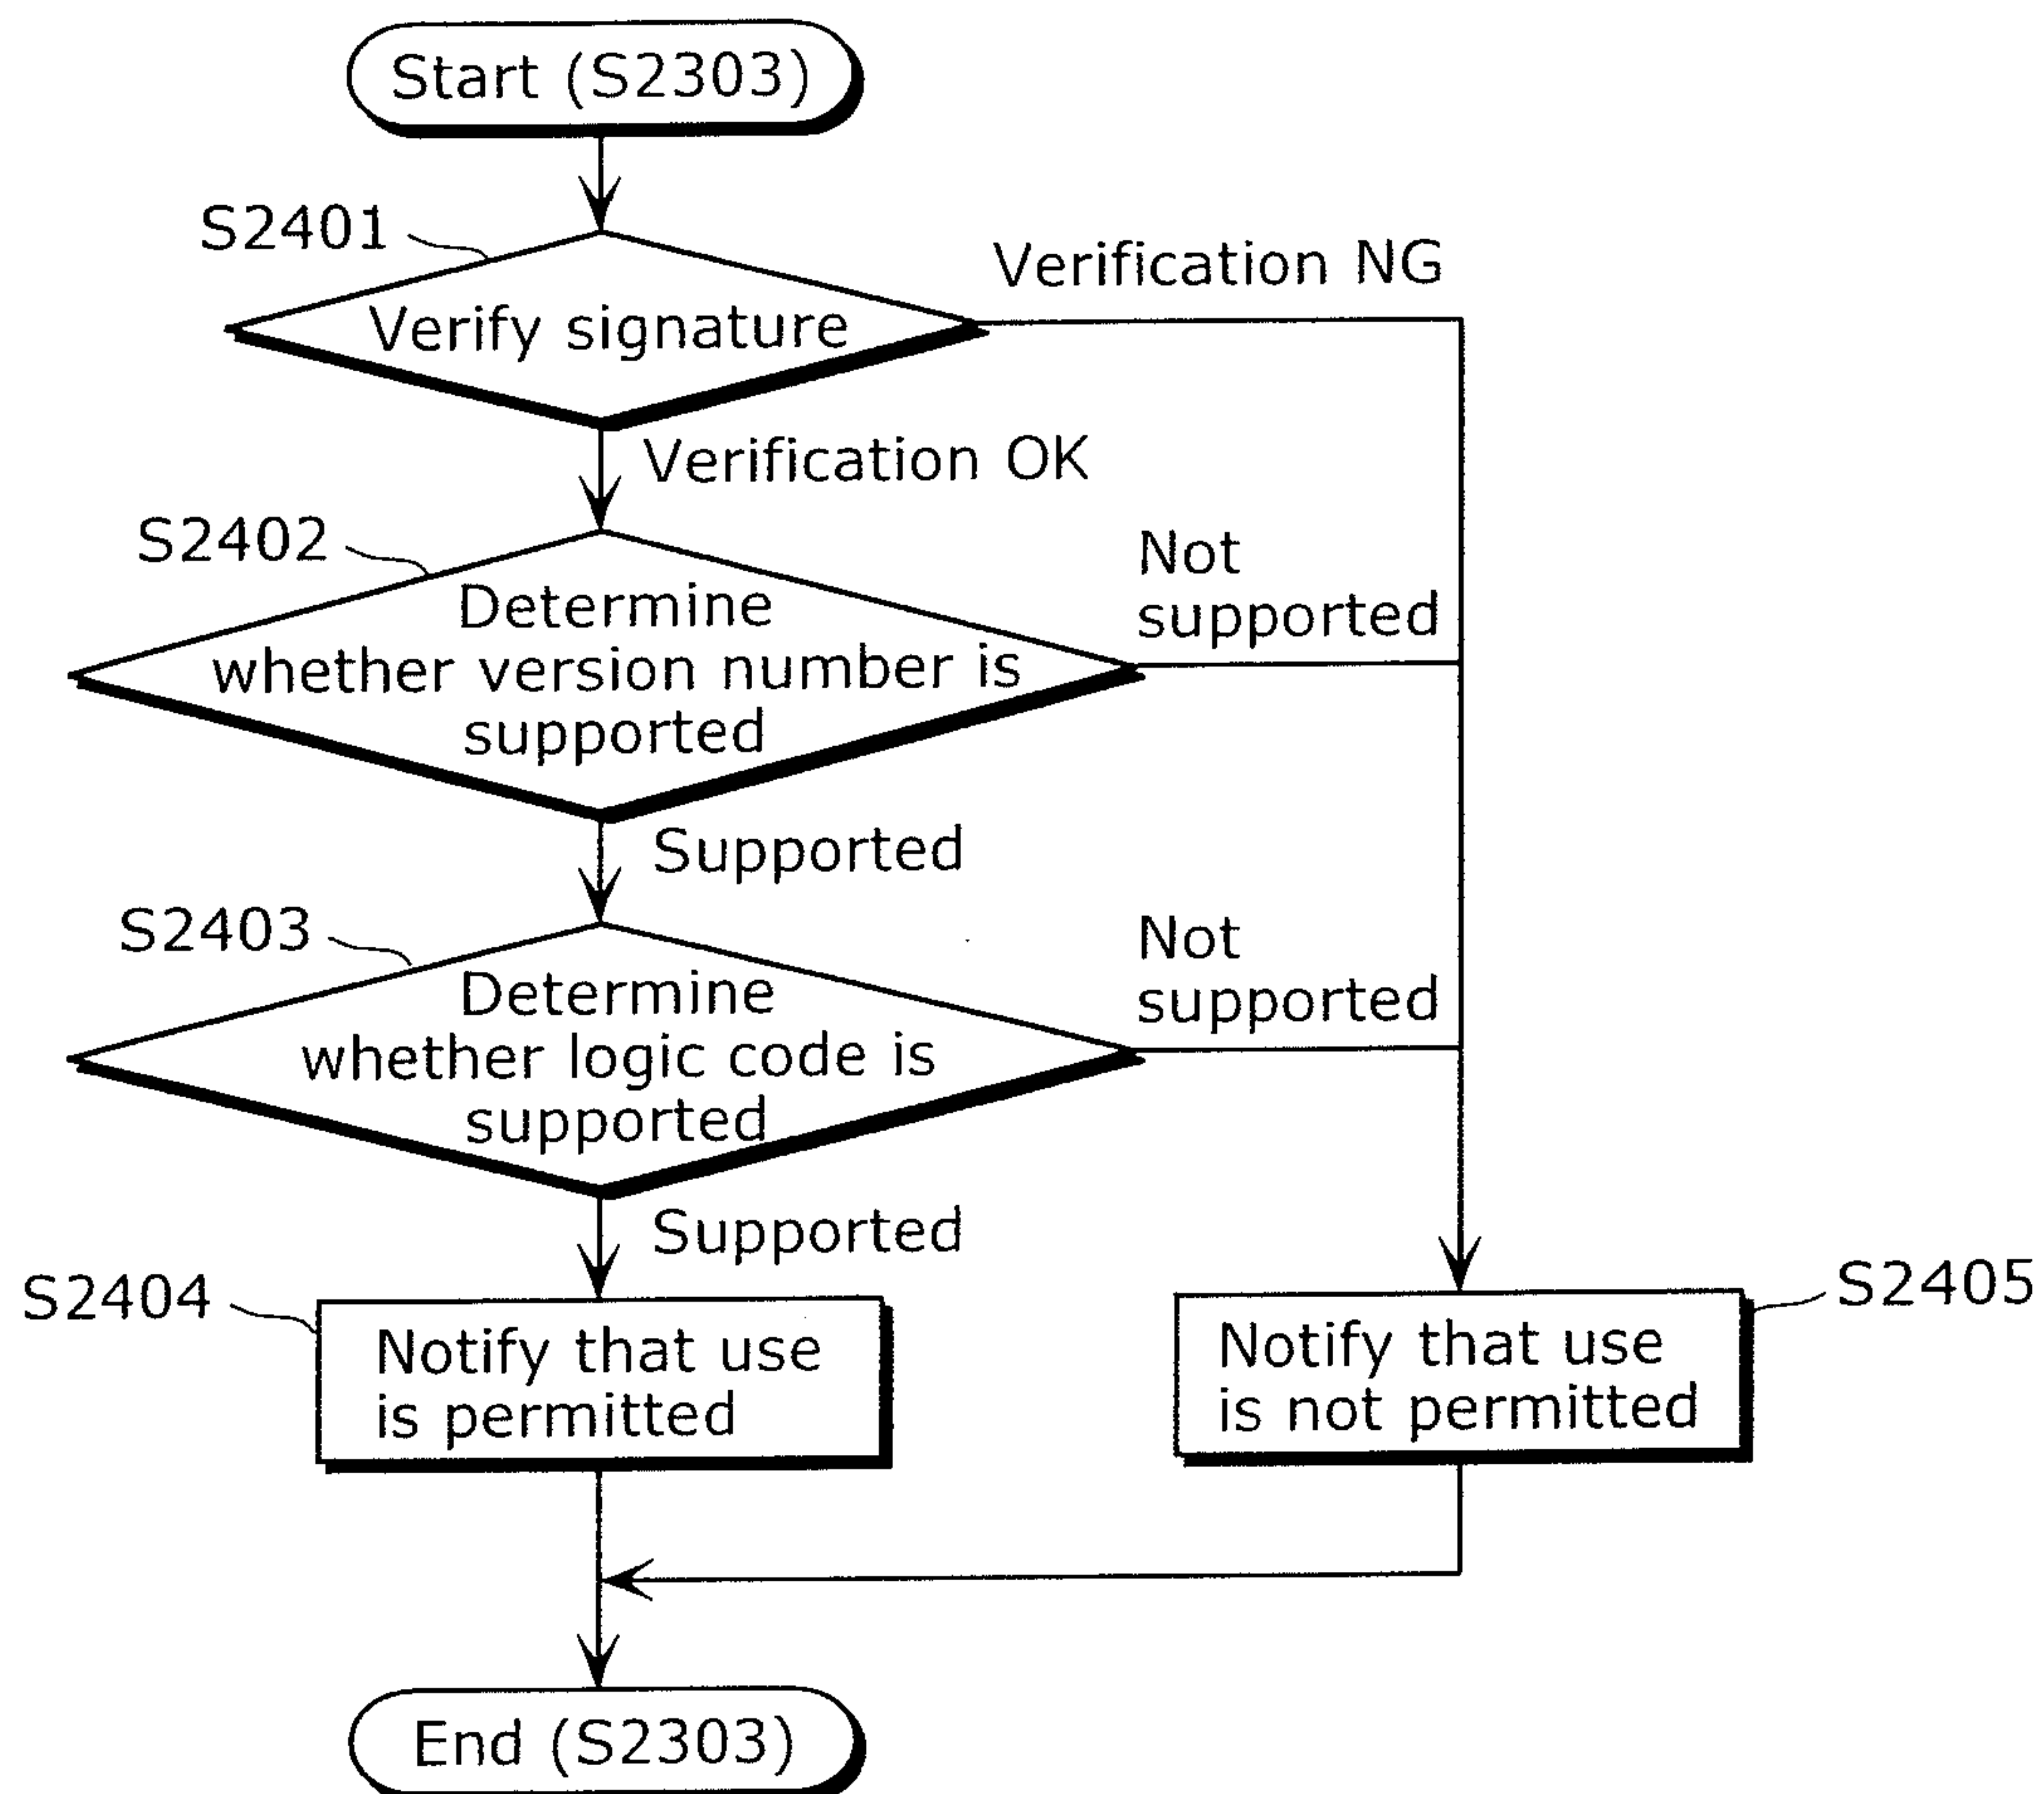 Start (S2303)
S2401
Verify signature
Verification NG
Verification OK
S2402
Determine
whether version number is
supported
Not
supported
Supported
S2403
Determine
whether logic code is
supported
Not
supported
Supported
S2404
Notify that use
is permitted
Notify that use
is not permitted
S2405
End (S2303)